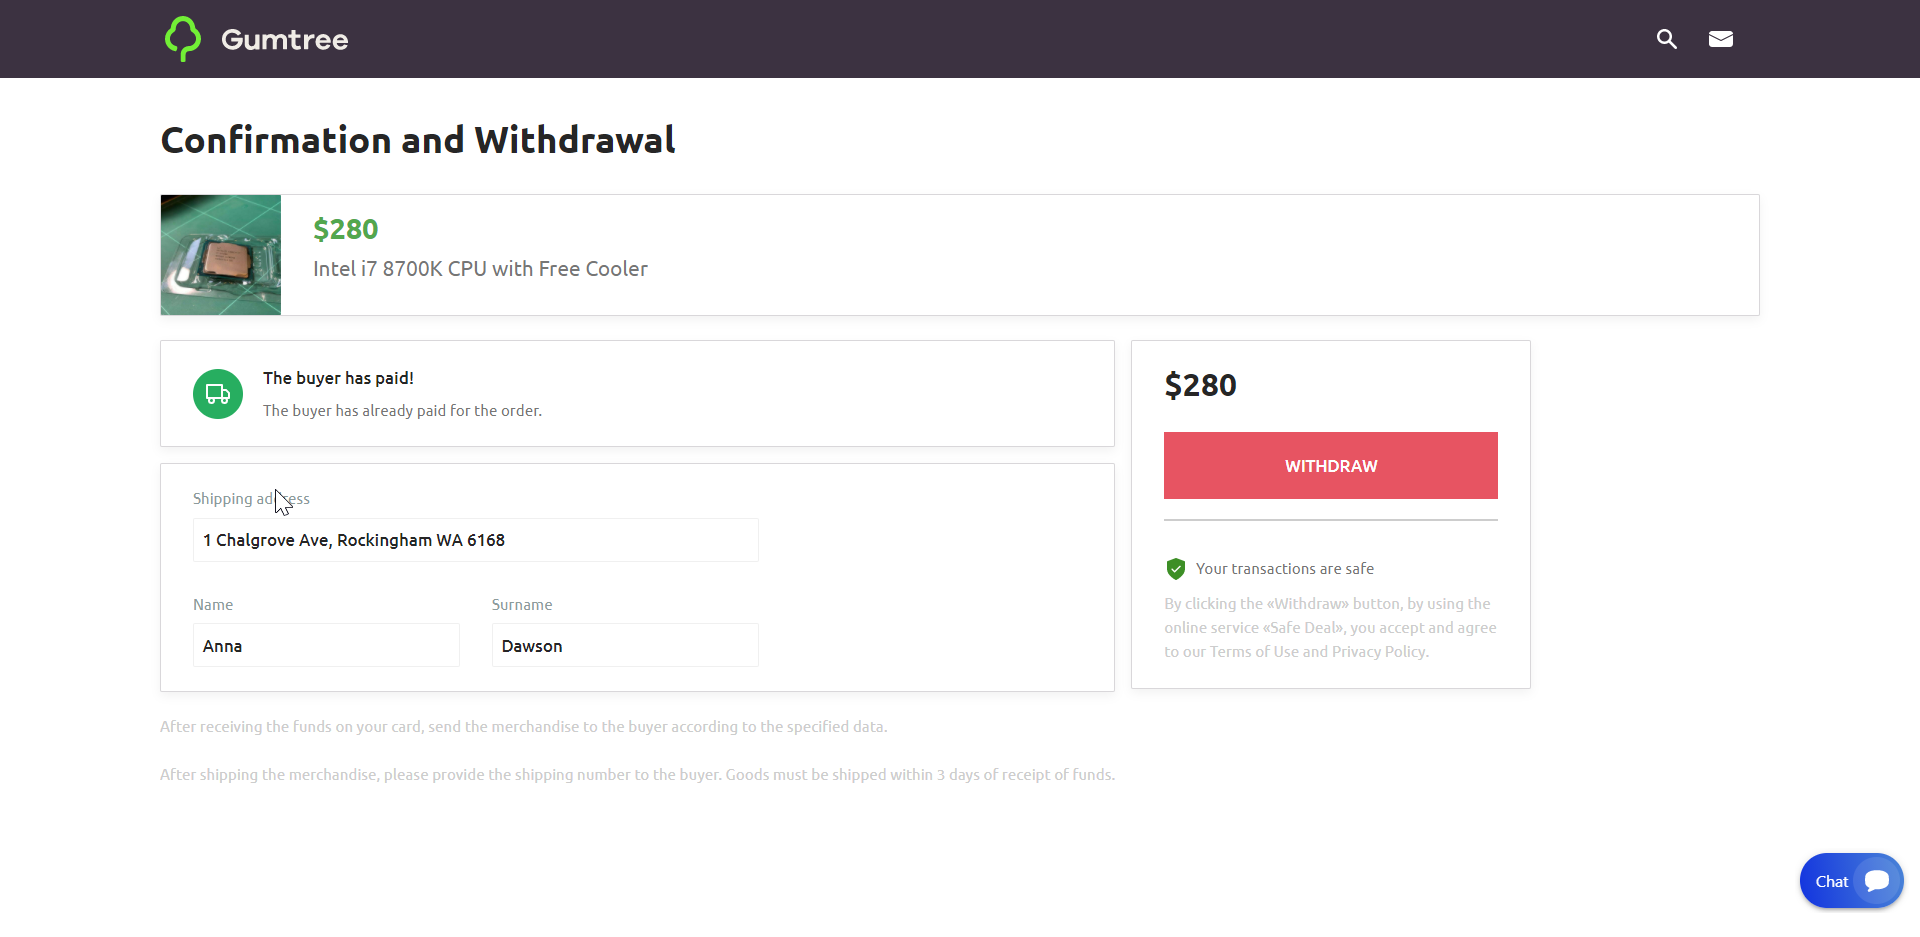 Gumtree
Confirmation and Withdrawal
$280
Intel i7 8700K CPU with Free Cooler
The buyer has paid!
The buyer has already paid for the order.
$280
WITHDRAW
Shipping address
1 Chalgrove Ave, Rockingham WA 6168
Name
Surname
Anna
Dawson
Your transactions are safe
By clicking the «Withdraw» button, by using the
online service «Safe Deal», you accept and agree
to our Terms of Use and Privacy Policy.
After receiving the funds on your card, send the merchandise to the buyer according to the specified data.
After shipping the merchandise, please provide the shipping number to the buyer. Goods must be shipped within 3 days of receipt of funds.
Chat